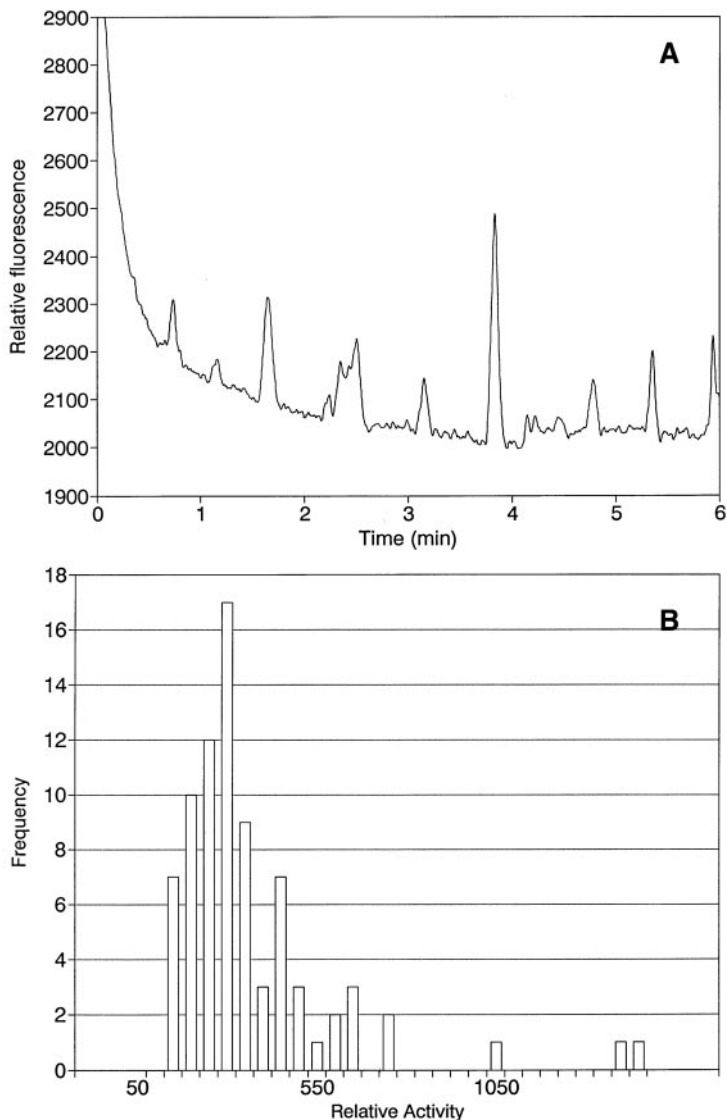 A
Relative fluorescence
2900
2800
2700
2600
2500
2400
2300
2200
2100
2000
1900
0 1 2 3 4 5 6
Time (min)
B
Frequency
18
16
14
12
10
8
6
4
2
0
50 550 1050
Relative Activity